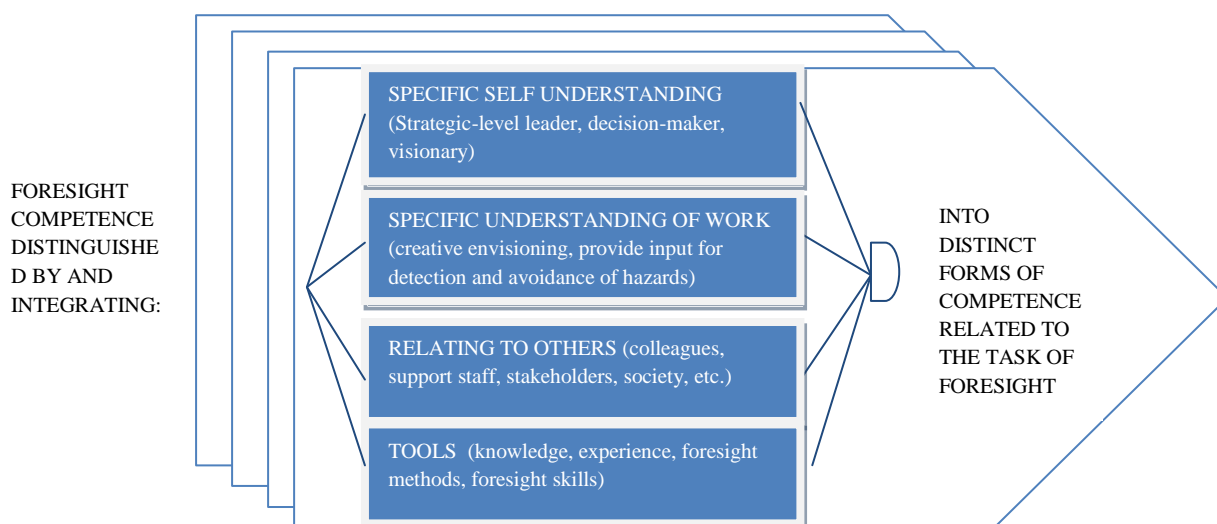 FORESIGHT
COMPETENCE
DISTINGUISHE
D BY AND
INTEGRATING:
SPECIFIC SELF UNDERSTANDING
(Strategic-level leader, decision-maker,
visionary)
SPECIFIC UNDERSTANDING OF WORK
(creative envisioning, provide input for
detection and avoidance of hazards)
RELATING TO OTHERS (colleagues,
support staff, stakeholders, society, etc.)
TOOLS (knowledge, experience, foresight
methods, foresight skills)
INTO
DISTINCT
FORMS OF
COMPETENCE
RELATED TO
THE TASK OF
FORESIGHT